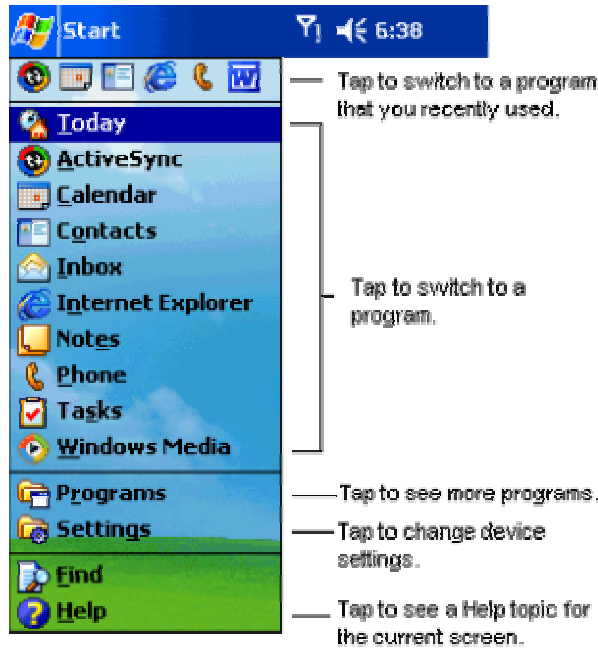 Start 6:38
Tap to switch to a program
that you recently used.
Today
ActiveSync
Calendar
Contacts
Inbox
Internet Explorer
Notes
Phone
Tasks
Windows Media
Tap to switch to a
program.
Programs
Tap to see more programs.
Settings
Tap to change device
settings.
Find
Help
Tap to see a Help topic for
the current screen.